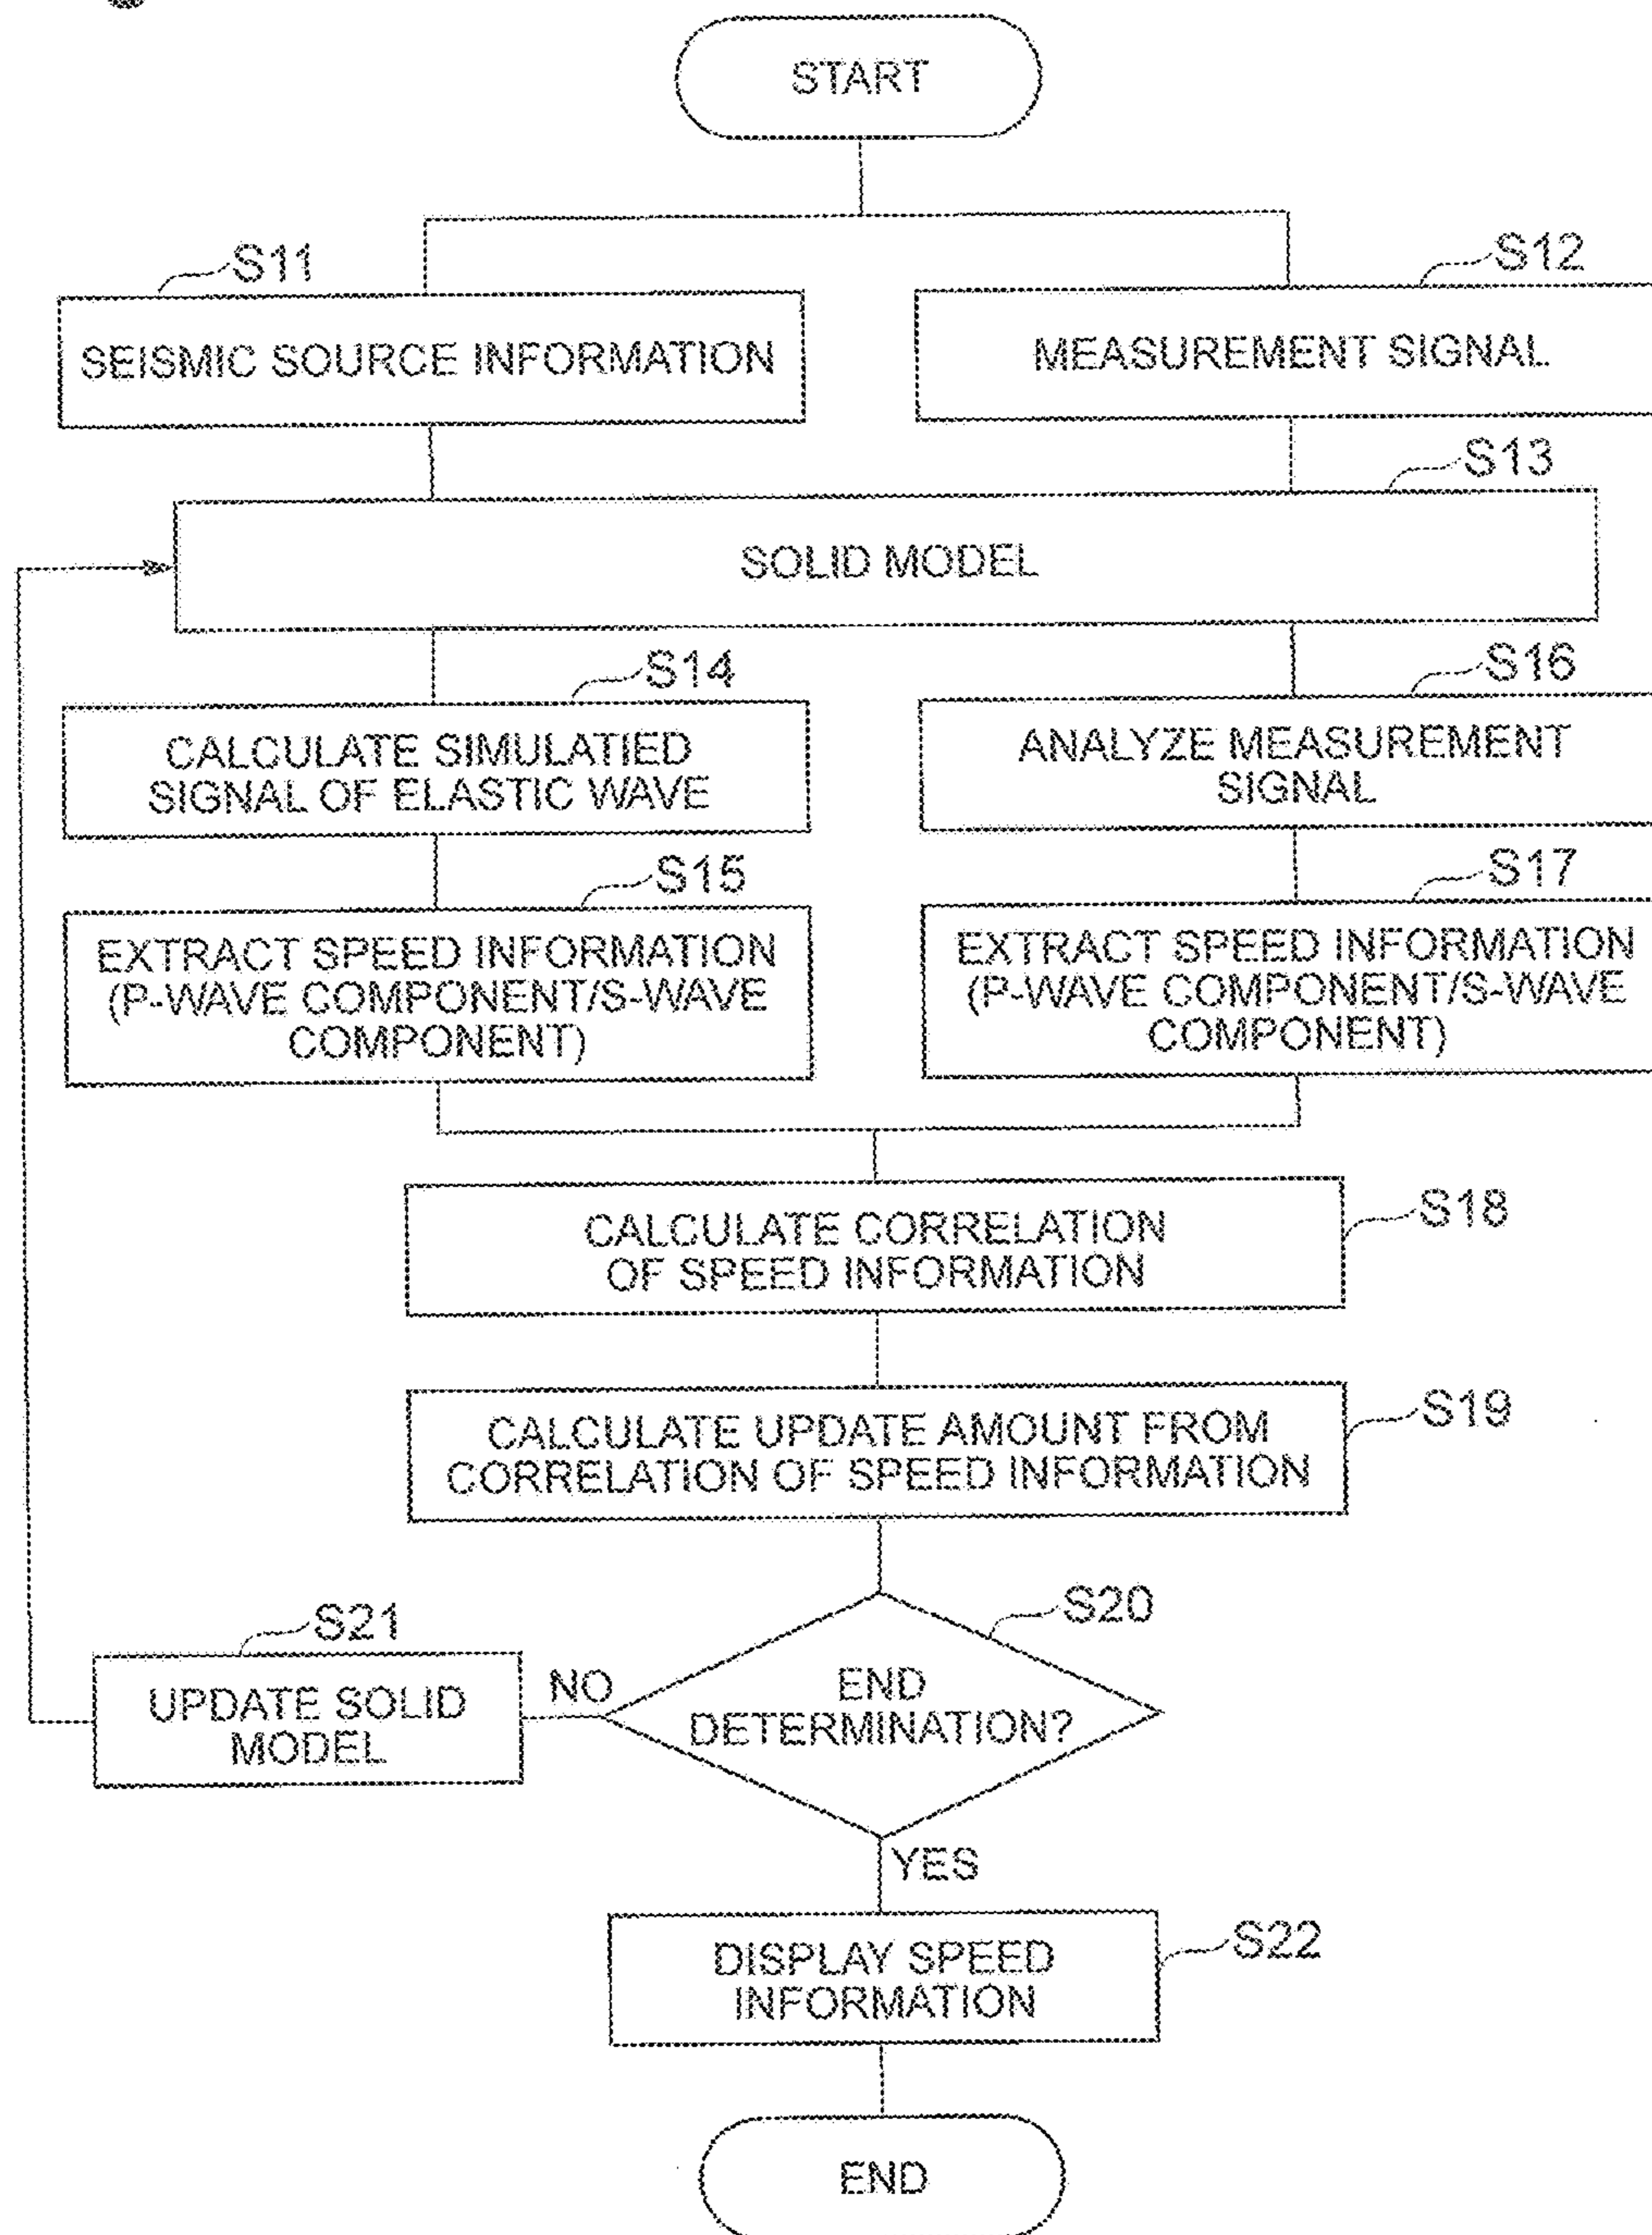 START
S11
S12
SEISMIC SOURCE INFORMATION
MEASUREMENT SIGNAL
S13
SOLID MODEL
S14
S16
CALCULATE SIMULATIED
SIGNAL OF ELASTIC WAVE
ANALYZE MEASUREMENT
SIGNAL
S15
S17
EXTRACT SPEED INFORMATION
(P-WAVE COMPONENT/S-WAVE
COMPONENT)
EXTRACT SPEED INFORMATION
(P-WAVE COMPONENT/S-WAVE
COMPONENT)
S18
CALCULATE CORRELATION
OF SPEED INFORMATION
S19
CALCULATE UPDATE AMOUNT FROM
CORRELATION OF SPEED INFORMATION
S20
S21
END
DETERMINATION?
NO
UPDATE SOLID
MODEL
YES
S22
DISPLAY SPEED
INFORMATION
END